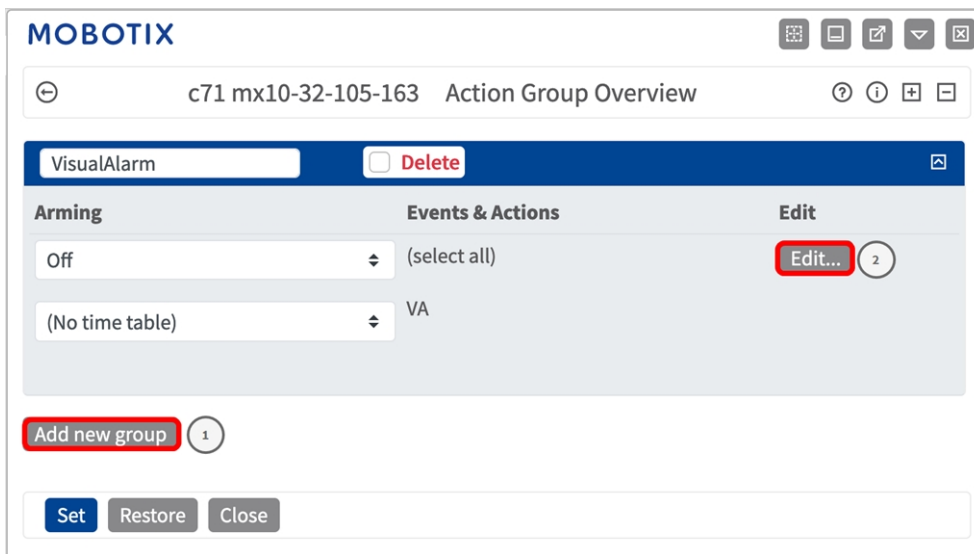 MOBOTIX
c71 mx10-32-105-163 Action Group Overview
VisualAlarm Delete
Arming Events & Actions Edit
Off (select all) Edit... 2
(No time table) VA
Add new group 1
Set Restore Close